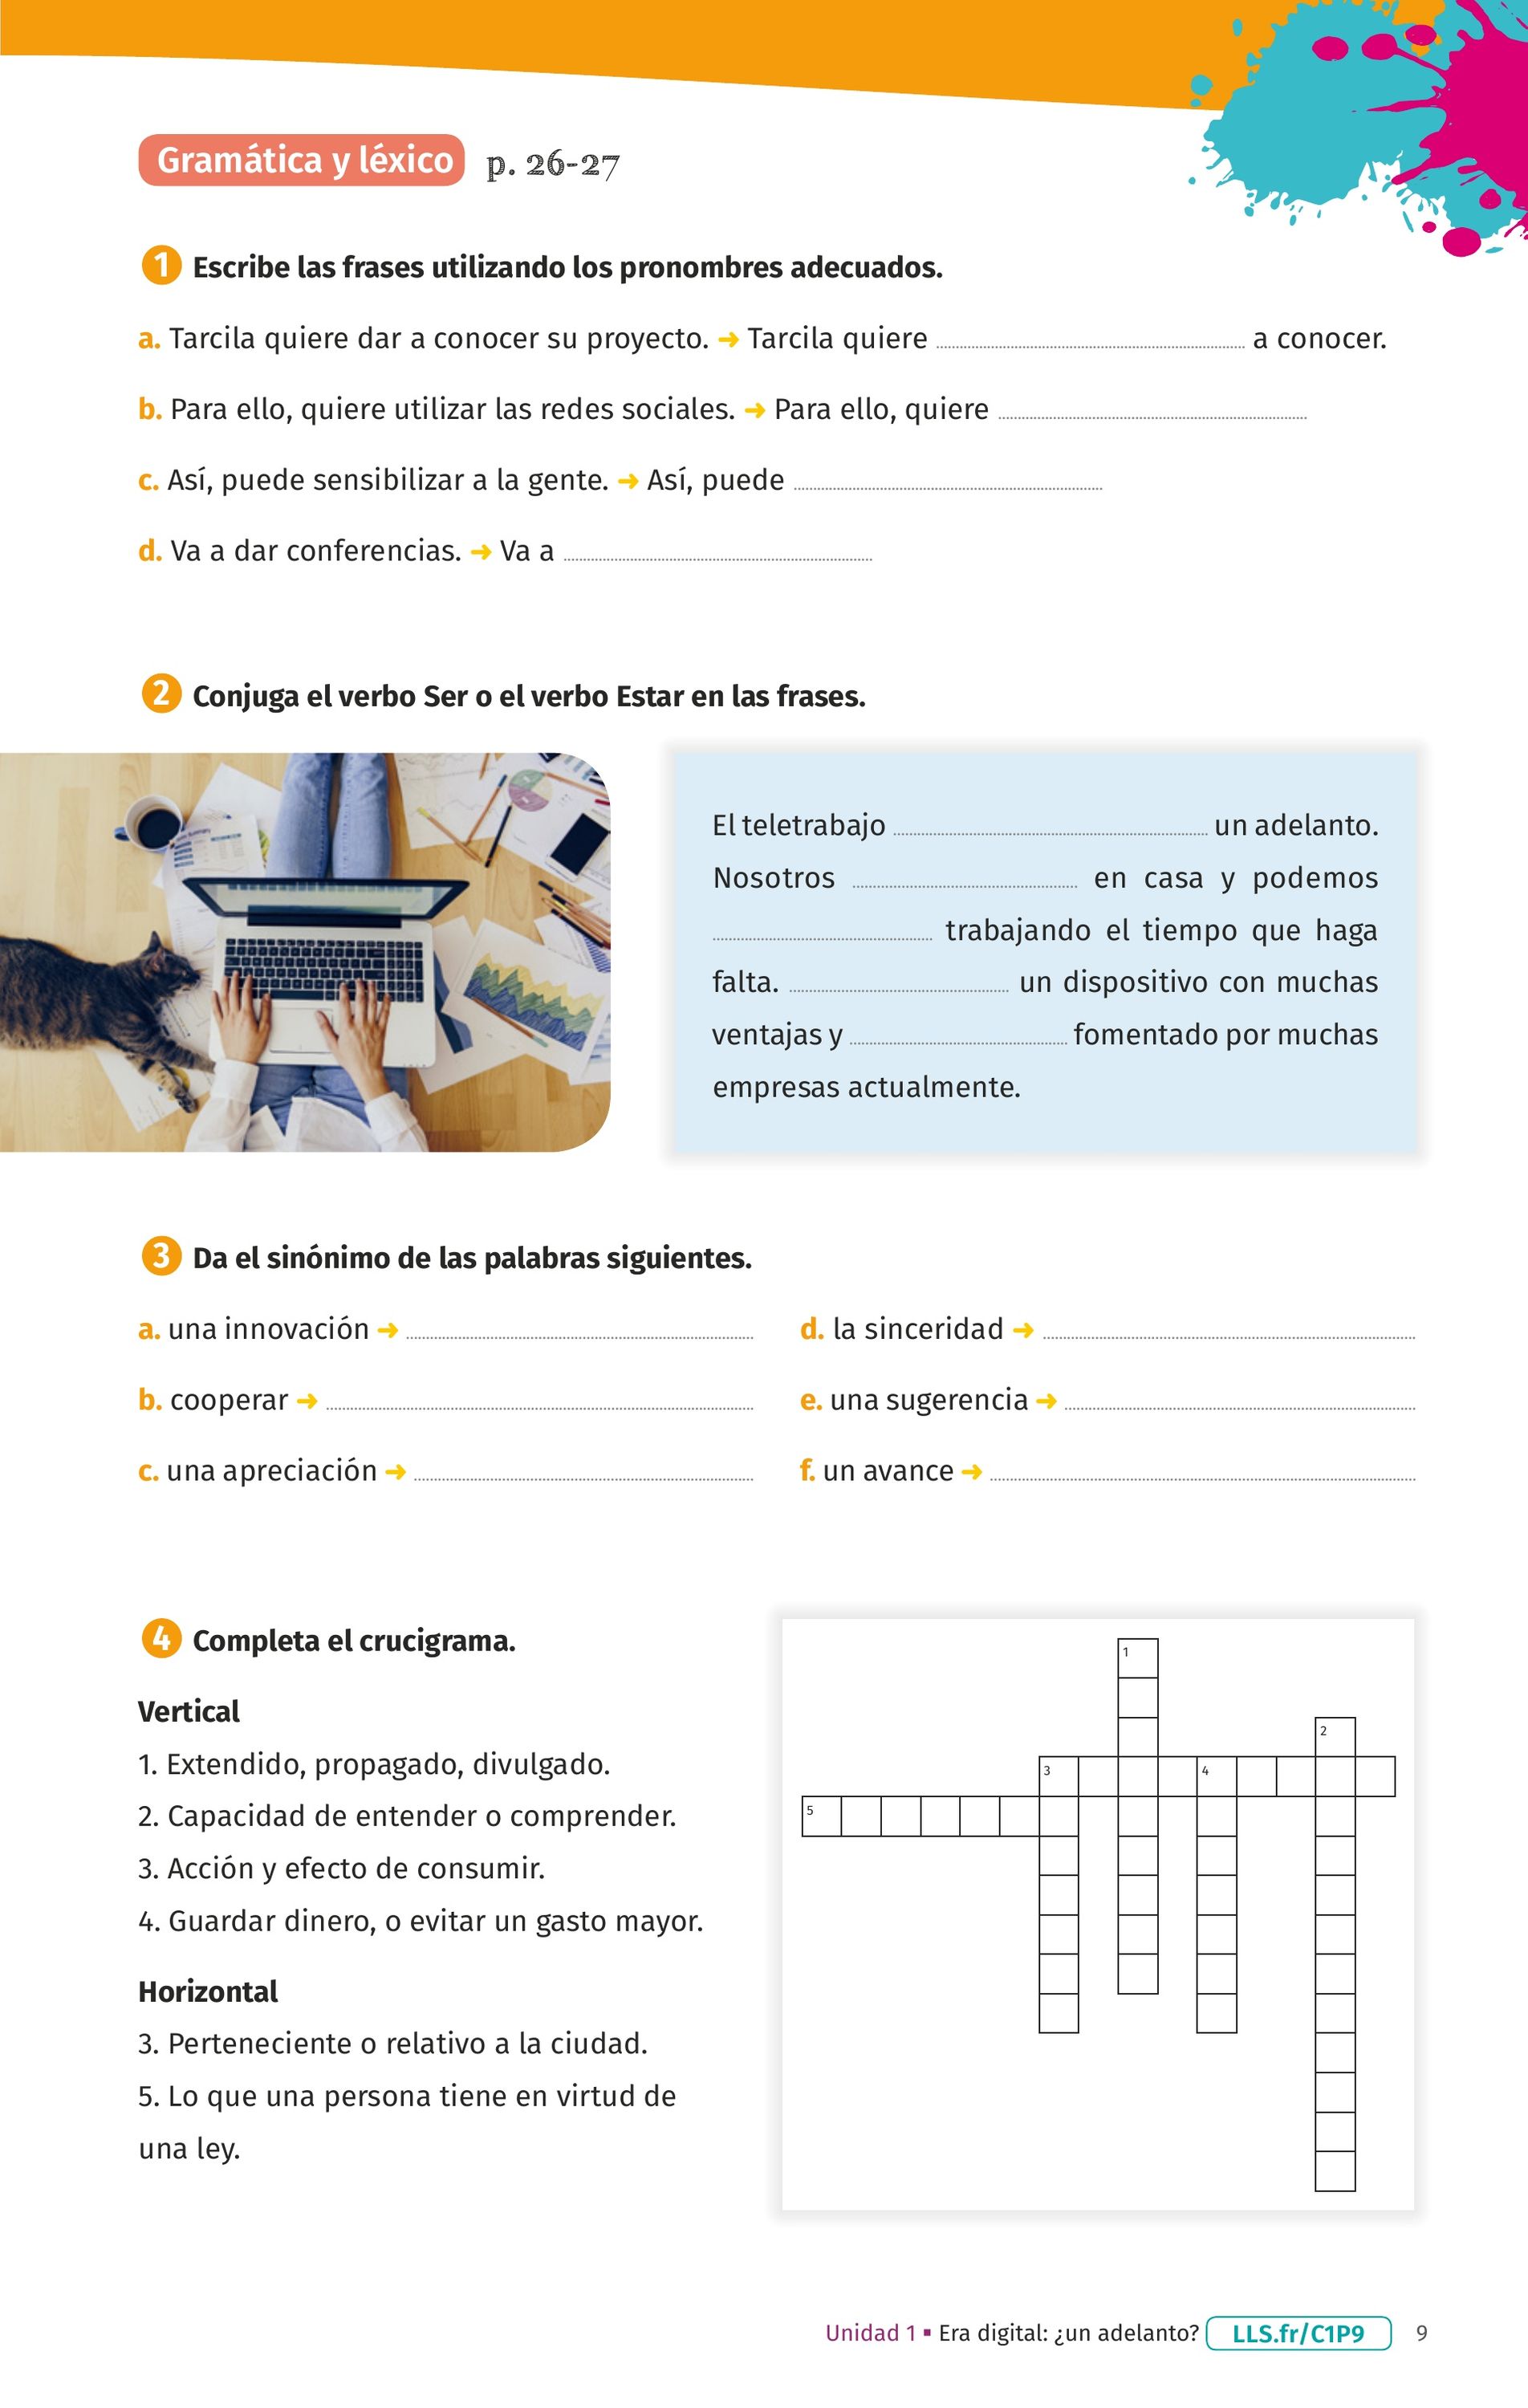 Gramática y léxico p. 26-27
1 Escribe las frases utilizando los pronombres adecuados.
a. Tarcila quiere dar a conocer su proyecto. ➜ Tarcila quiere ........ a conocer.
b. Para ello, quiere utilizar las redes sociales. ➜ Para ello, quiere ........
c. Así, puede sensibilizar a la gente. ➜ Así, puede ........
d. Va a dar conferencias. ➜ Va a ........
2 Conjuga el verbo Ser o el verbo Estar en las frases.
El teletrabajo ........ un adelanto.
Nosotros ........ en casa y podemos
........ trabajando el tiempo que haga
falta. ........ un dispositivo con muchas
ventajas y ........ fomentado por muchas
empresas actualmente.
3 Da el sinónimo de las palabras siguientes.
a. una innovación ➜ ........
b. cooperar ➜ ........
c. una apreciación ➜ ........
d. la sinceridad ➜ ........
e. una sugerencia ➜ ........
f. un avance ➜ ........
4 Completa el crucigrama.
Vertical
1. Extendido, propagado, divulgado.
2. Capacidad de entender o comprender.
3. Acción y efecto de consumir.
4. Guardar dinero, o evitar un gasto mayor.
Horizontal
3. Perteneciente o relativo a la ciudad.
5. Lo que una persona tiene en virtud de
una ley.
1
2
3 4
5
Unidad 1 ▪ Era digital: ¿un adelanto? LLS.fr/C1P9 9